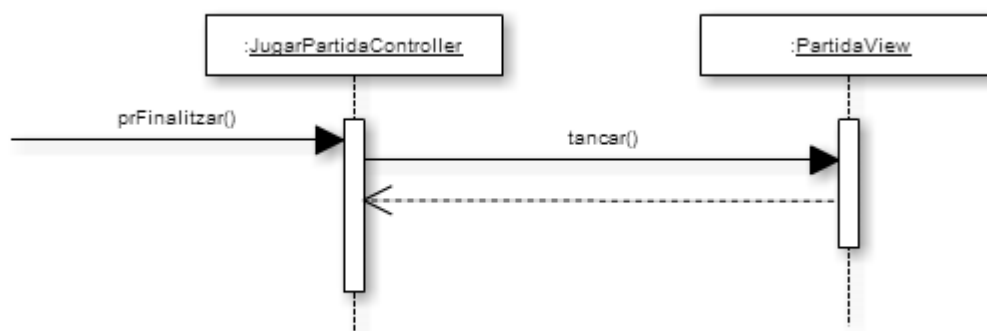 :JugarPartidaController
:PartidaView
prFinalitzar()
tancar()